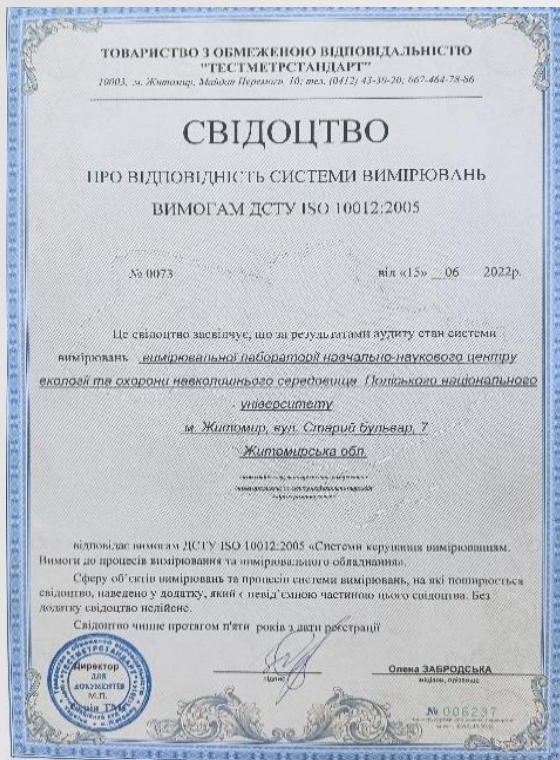 ТОВАРИСТВО З ОБМЕЖЕНОЮ ВІДПОВІДАЛЬНІСТЮ
"ТЕСТМЕТРСТАНДАРТ"
10003, м. Житомир, Майдан Перемоги, 10; тел. (0412) 43-36-20; 067-464-78-86
СВІДОЦТВО
ПРО ВІДПОВІДНІСТЬ СИСТЕМИ ВИМІРЮВАНЬ
ВИМОГАМ ДСТУ ISO 10012:2005
№ 0073 від «15» 06 2022р.
Це свідоцтво засвідчує, що за результатами аудиту стан системи
вимірювань вимірювальної лабораторії навчально-наукового центру
екології та охорони навколишнього середовища Поліського національного
університету
м. Житомир, вул. Старий Бульвар, 7
Житомирська обл.
відповідає вимогам ДСТУ ISO 10012:2005 «Системи керування вимірюванням.
Вимоги до процесів вимірювання та вимірювального обладнання».
Сферу об'єктів вимірювань та процесів системи вимірювань, на які поширюється
свідоцтво, наведено у додатку, який є невід'ємною частиною цього свідоцтва. Без
додатку свідоцтво недійсне.
Свідоцтво чинне протягом п'яти років з дати реєстрації
Директор
ДЛЯ
ДОКУМЕНТІВ
М.П.
"ТЕСТМЕТРСТАНДАРТ"
підпис
Олена ЗАБРОДСЬКА
ініціали, прізвище
№ 006237